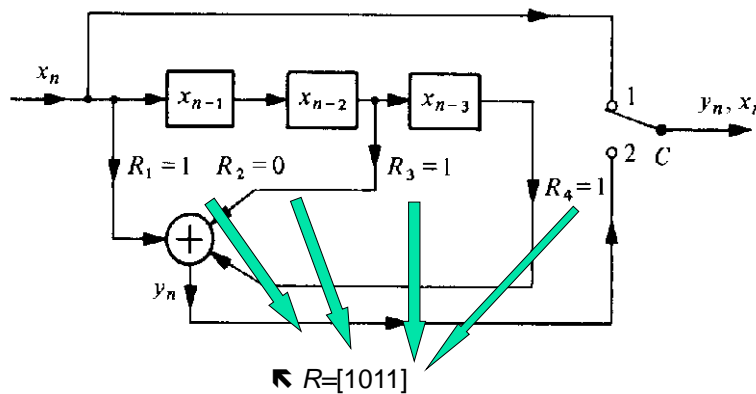 x_n
x_{n-1}
x_{n-2}
x_{n-3}
1
2
C
y_n, x_n
R_1 = 1
R_2 = 0
R_3 = 1
R_4 = 1
+
y_n
R=[1011]